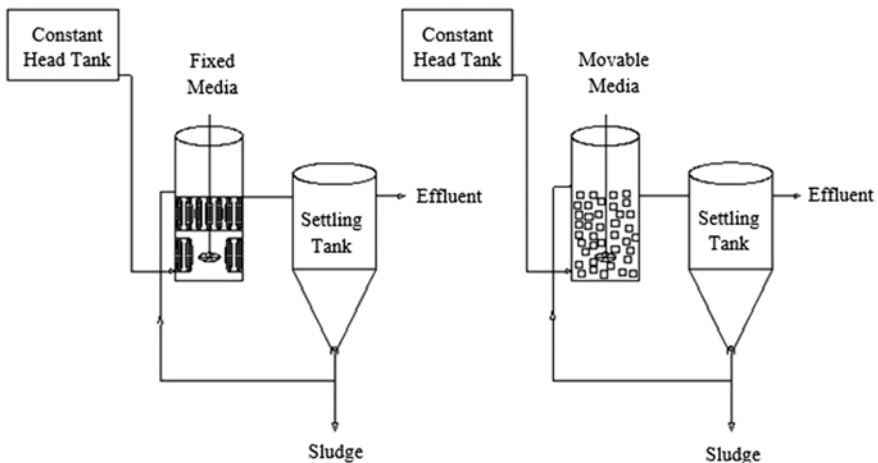 Constant
Head Tank
Fixed
Media
Settling
Tank
Effluent
Sludge
Constant
Head Tank
Movable
Media
Settling
Tank
Effluent
Sludge